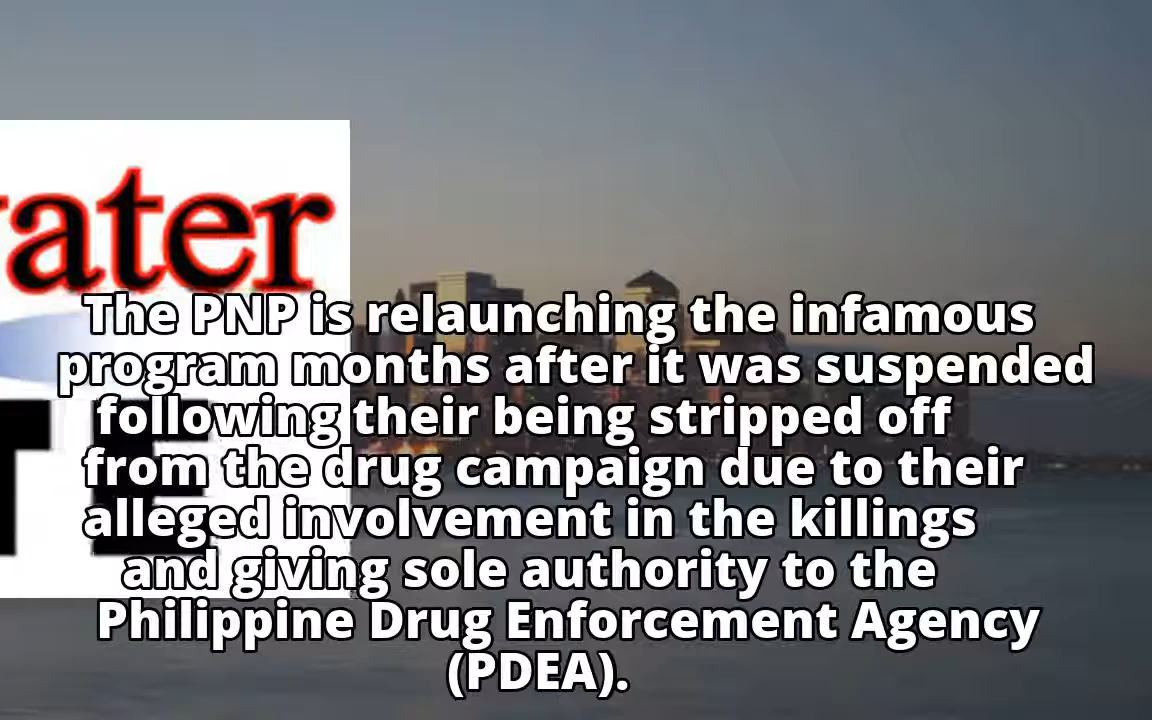 ater
The PNP is relaunching the infamous
program months after it was suspended
following their being stripped off
from the drug campaign due to their
alleged involvement in the killings
and giving sole authority to the
Philippine Drug Enforcement Agency
(PDEA).
TE